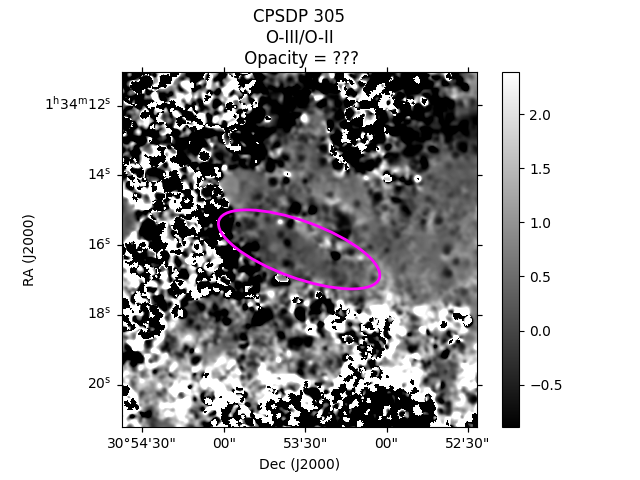 CPSDP 305
O-III/O-II
Opacity = ???
1ʰ34ᵐ12ˢ
14ˢ
16ˢ
18ˢ
20ˢ
RA (J2000)
30°54'30"
00"
53'30"
00"
52'30"
Dec (J2000)
2.0
1.5
1.0
0.5
0.0
−0.5